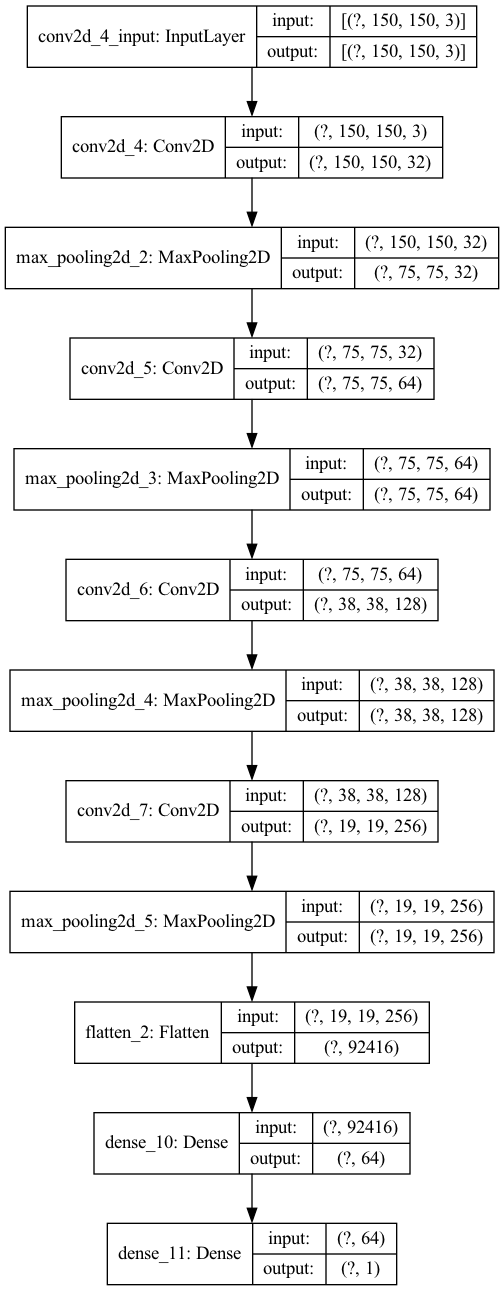 conv2d_4_input: InputLayer
input: [(?, 150, 150, 3)]
output: [(?, 150, 150, 3)]
conv2d_4: Conv2D
input: (?, 150, 150, 3)
output: (?, 150, 150, 32)
max_pooling2d_2: MaxPooling2D
input: (?, 150, 150, 32)
output: (?, 75, 75, 32)
conv2d_5: Conv2D
input: (?, 75, 75, 32)
output: (?, 75, 75, 64)
max_pooling2d_3: MaxPooling2D
input: (?, 75, 75, 64)
output: (?, 75, 75, 64)
conv2d_6: Conv2D
input: (?, 75, 75, 64)
output: (?, 38, 38, 128)
max_pooling2d_4: MaxPooling2D
input: (?, 38, 38, 128)
output: (?, 38, 38, 128)
conv2d_7: Conv2D
input: (?, 38, 38, 128)
output: (?, 19, 19, 256)
max_pooling2d_5: MaxPooling2D
input: (?, 19, 19, 256)
output: (?, 19, 19, 256)
flatten_2: Flatten
input: (?, 19, 19, 256)
output: (?, 92416)
dense_10: Dense
input: (?, 92416)
output: (?, 64)
dense_11: Dense
input: (?, 64)
output: (?, 1)